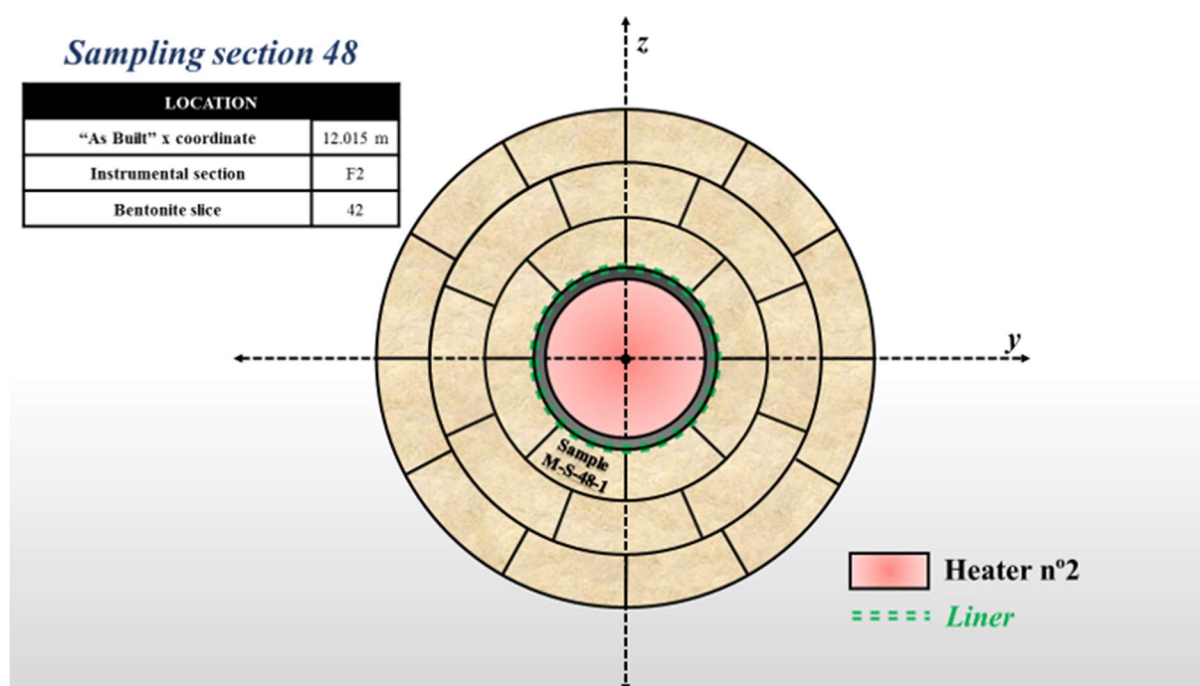 Sampling section 48
LOCATION
“As Built” x coordinate 12.015 m
Instrumental section F2
Bentonite slice 42
z
y
Sample
M-S-48-1
Heater nº2
Liner